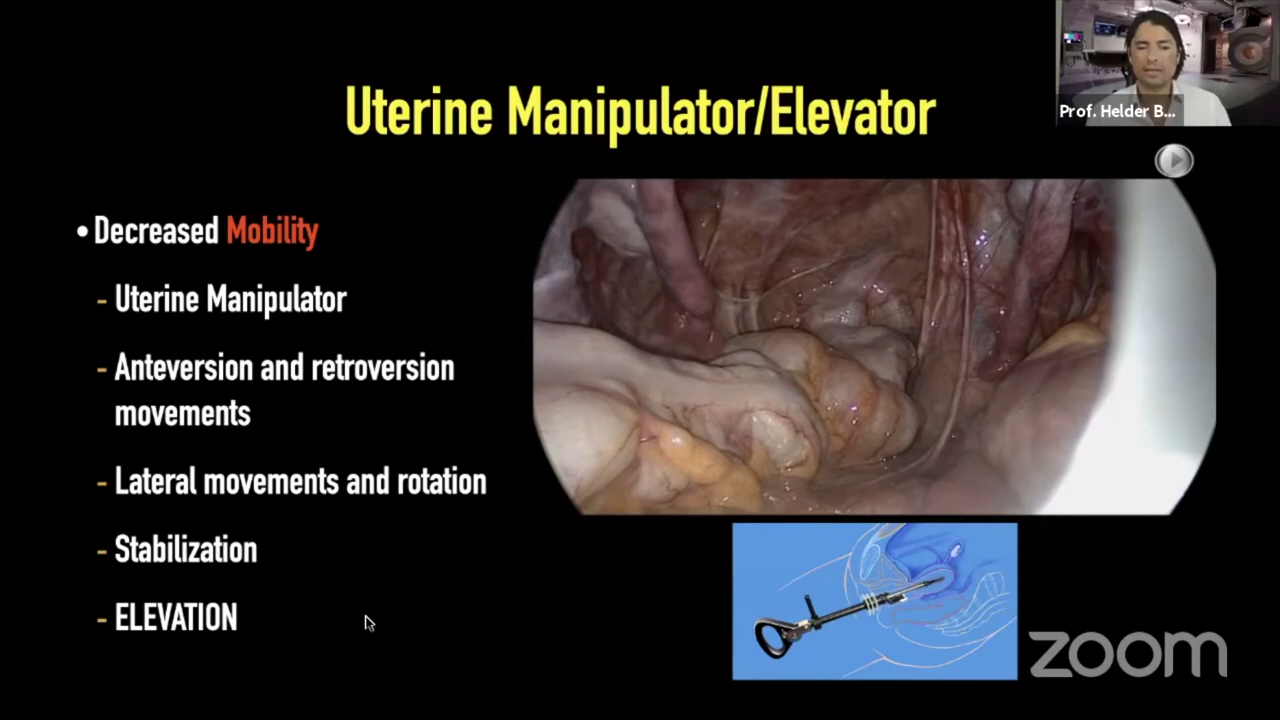 Prof. Helder B...
Uterine Manipulator/Elevator
• Decreased Mobility
- Uterine Manipulator
- Anteversion and retroversion
movements
- Lateral movements and rotation
- Stabilization
- ELEVATION
zoom